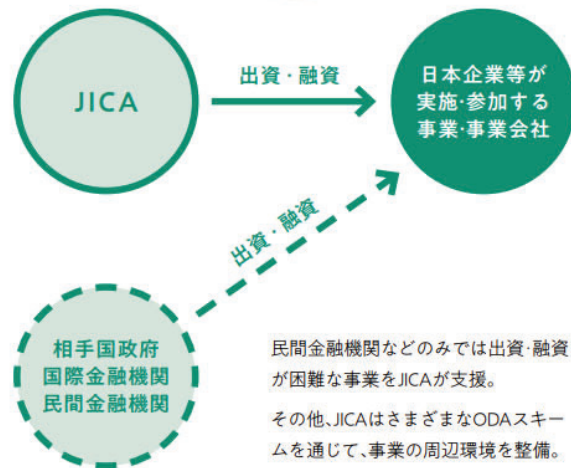 JICA
出資・融資
日本企業等が
実施・参加する
事業・事業会社
出資・融資
相手国政府
国際金融機関
民間金融機関
民間金融機関などのみでは出資・融資
が困難な事業をJICAが支援。
その他、JICAはさまざまなODAスキー
ムを通じて、事業の周辺環境を整備。